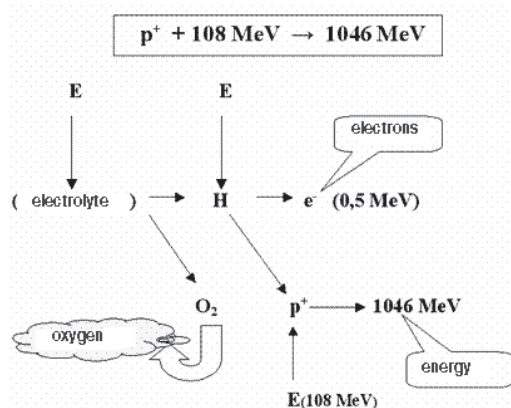 p⁺ + 108 MeV → 1046 MeV
E E
electrons
( electrolyte ) → H → e⁻ (0,5 MeV)
O₂ p⁺ → 1046 MeV
oxygen
energy
E(108 MeV)